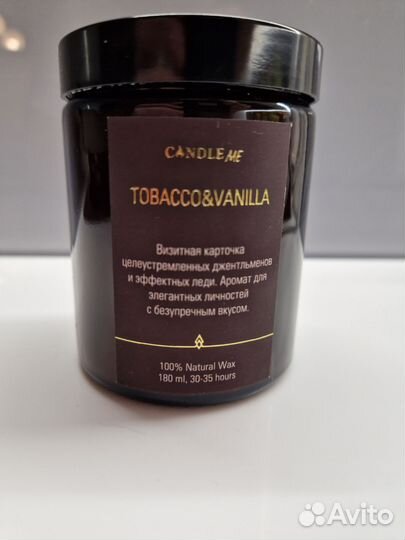 CANDLE ME
TOBACCO&VANILLA
Визитная карточка
целеустремленных джентльменов
и эффектных леди. Аромат для
элегантных личностей
с безупречным вкусом.
100% Natural Wax
180 ml, 30-35 hours
Avito